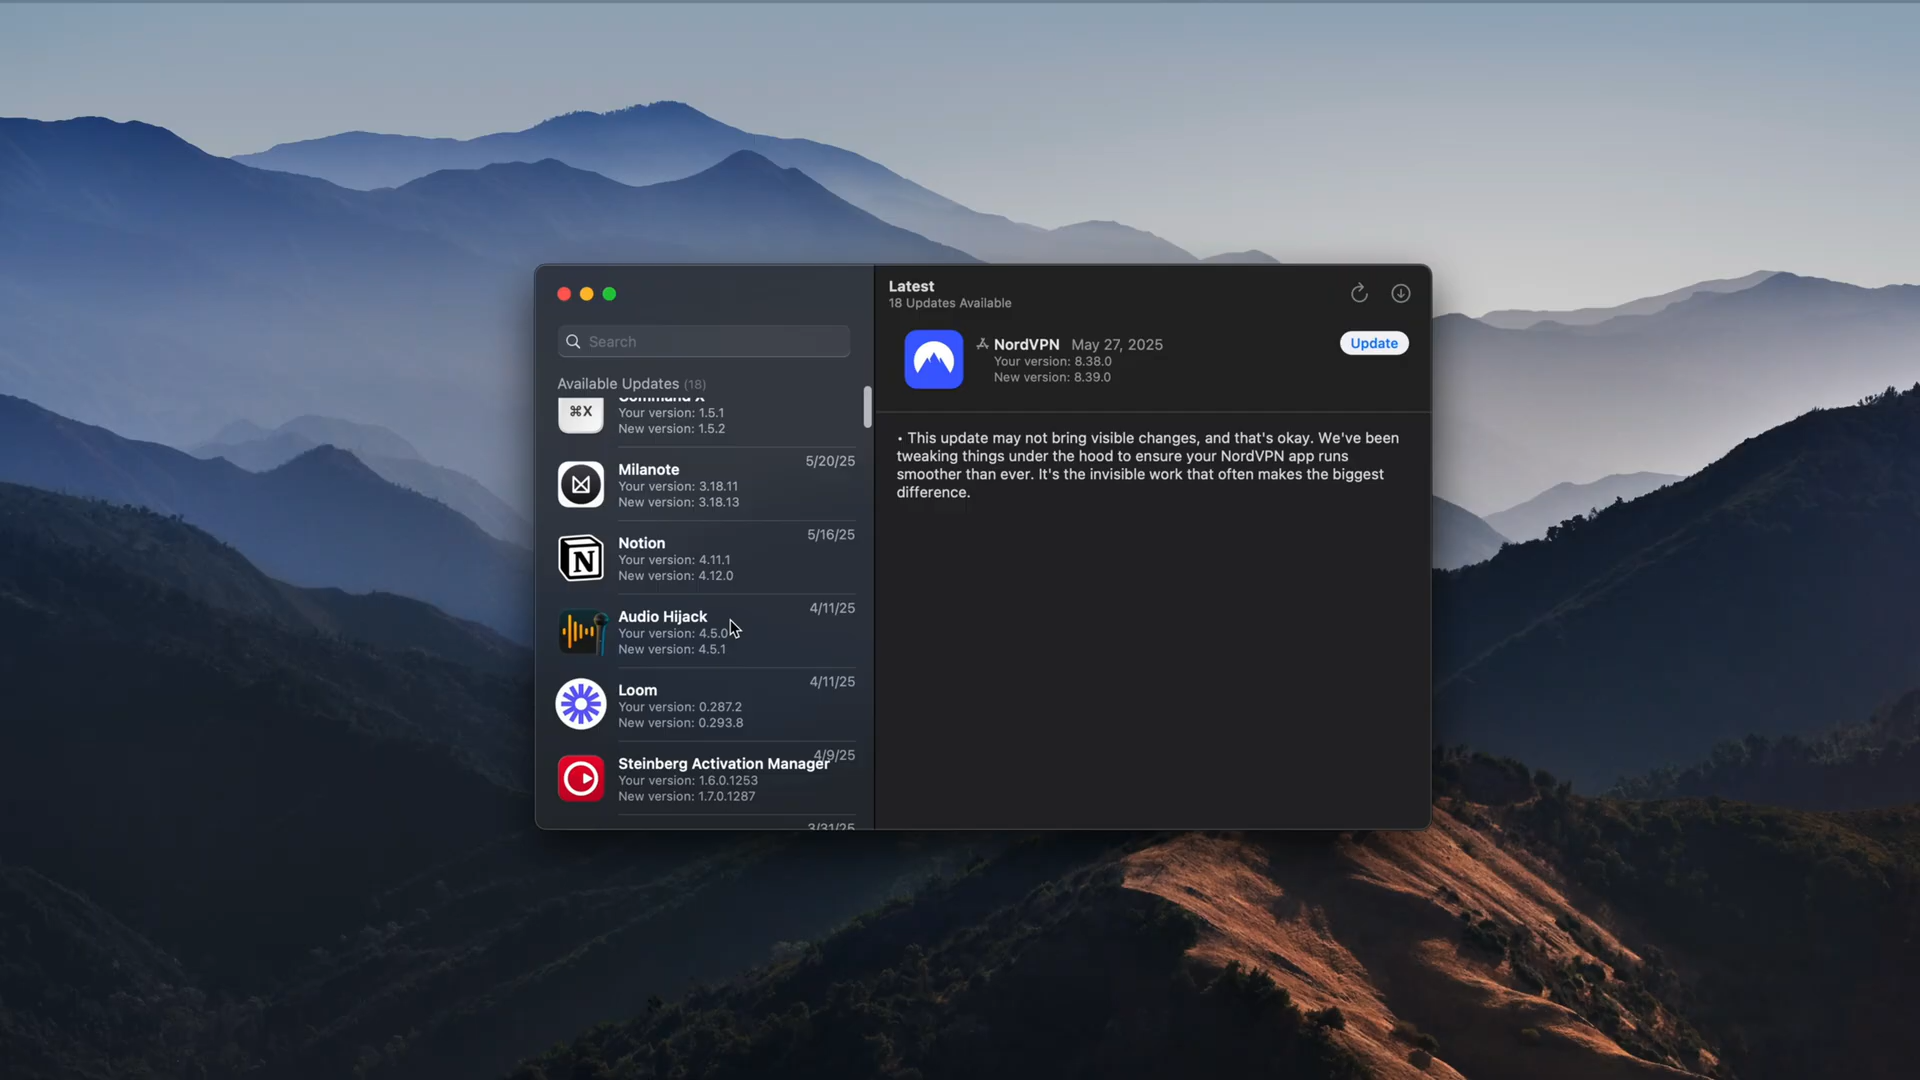 Search
Available Updates (18)
Command X
Your version: 1.5.1
New version: 1.5.2
5/20/25
Milanote
Your version: 3.18.11
New version: 3.18.13
5/16/25
Notion
Your version: 4.11.1
New version: 4.12.0
4/11/25
Audio Hijack
Your version: 4.5.0
New version: 4.5.1
4/11/25
Loom
Your version: 0.287.2
New version: 0.293.8
4/9/25
Steinberg Activation Manager
Your version: 1.6.0.1253
New version: 1.7.0.1287
3/31/25
Latest
18 Updates Available
NordVPN May 27, 2025
Your version: 8.38.0
New version: 8.39.0
Update
• This update may not bring visible changes, and that's okay. We've been
tweaking things under the hood to ensure your NordVPN app runs
smoother than ever. It's the invisible work that often makes the biggest
difference.
⌘X
N